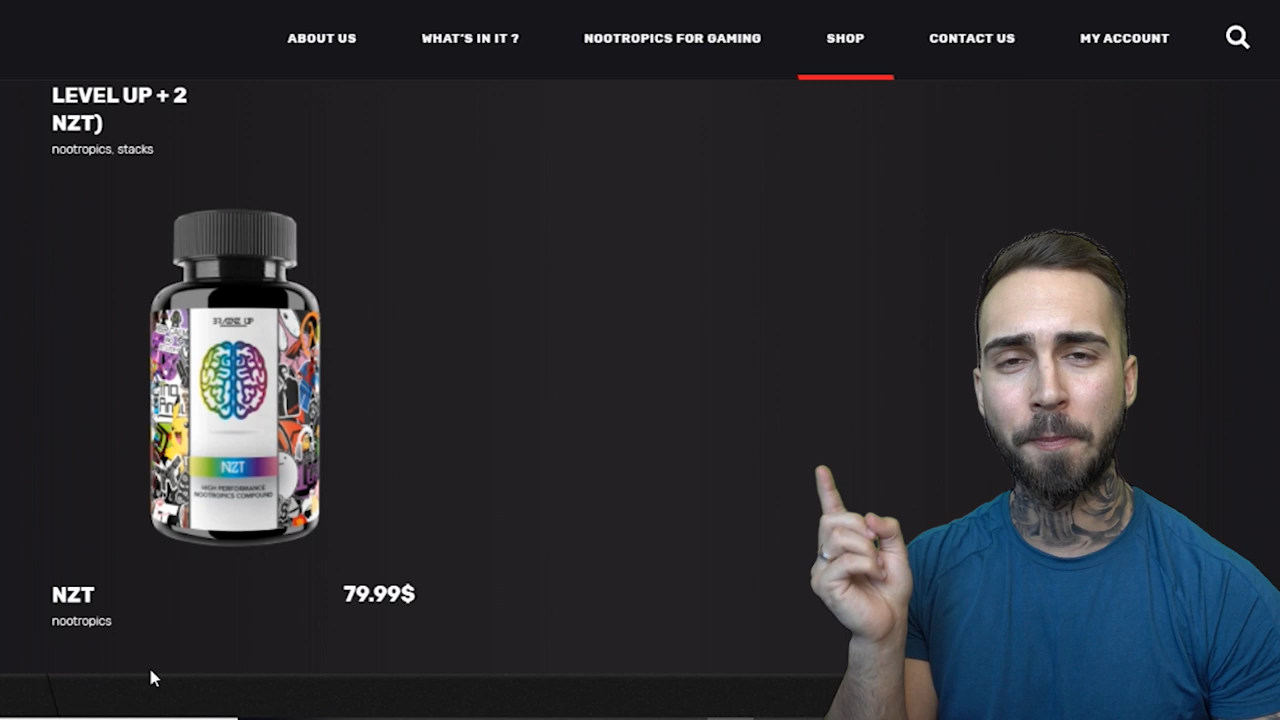 ABOUT US
WHAT'S IN IT ?
NOOTROPICS FOR GAMING
SHOP
CONTACT US
MY ACCOUNT
LEVEL UP + 2
NZT)
nootropics, stacks
NZT
HIGH PERFORMANCE
NOOTROPICS COMPOUND
NZT
79.99$
nootropics